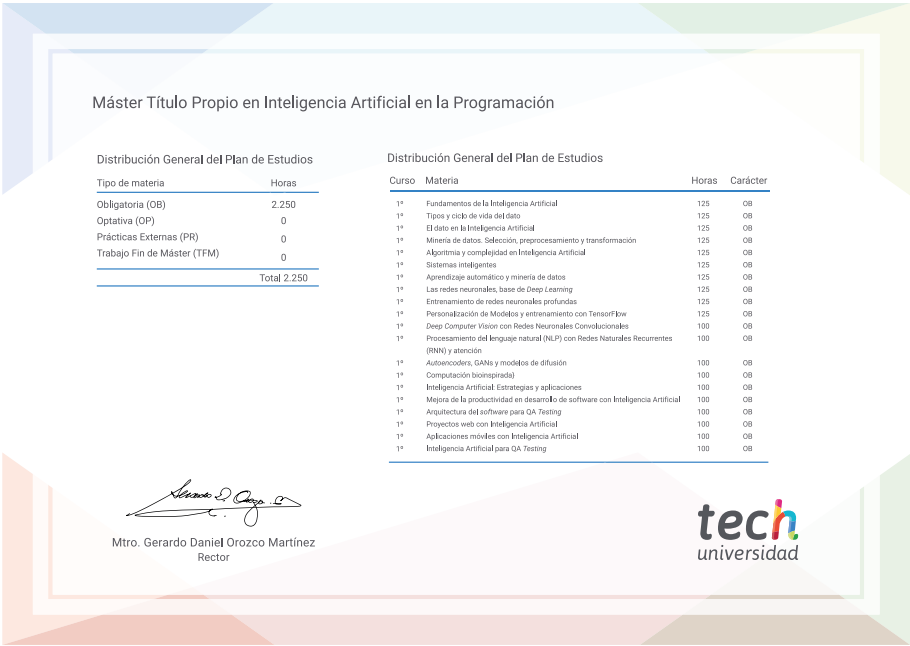 Máster Título Propio en Inteligencia Artificial en la Programación
Distribución General del Plan de Estudios
Tipo de materia Horas
Obligatoria (OB) 2.250
Optativa (OP) 0
Prácticas Externas (PR) 0
Trabajo Fin de Máster (TFM) 0
Total 2.250
Distribución General del Plan de Estudios
Curso Materia Horas Carácter
1º Fundamentos de la Inteligencia Artificial 125 OB
1º Tipos y ciclo de vida del dato 125 OB
1º El dato en la Inteligencia Artificial 125 OB
1º Minería de datos. Selección, preprocesamiento y transformación 125 OB
1º Algoritmia y complejidad en Inteligencia Artificial 125 OB
1º Sistemas inteligentes 125 OB
1º Aprendizaje automático y minería de datos 125 OB
1º Las redes neuronales, base de Deep Learning 125 OB
1º Entrenamiento de redes neuronales profundas 125 OB
1º Personalización de Modelos y entrenamiento con TensorFlow 125 OB
1º Deep Computer Vision con Redes Neuronales Convolucionales 100 OB
1º Procesamiento del lenguaje natural (NLP) con Redes Naturales Recurrentes 100 OB
(RNN) y atención
1º Autoencoders, GANs y modelos de difusión 100 OB
1º Computación bioinspirada) 100 OB
1º Inteligencia Artificial: Estrategias y aplicaciones 100 OB
1º Mejora de la productividad en desarrollo de software con Inteligencia Artificial 100 OB
1º Arquitectura del software para QA Testing 100 OB
1º Proyectos web con Inteligencia Artificial 100 OB
1º Aplicaciones móviles con Inteligencia Artificial 100 OB
1º Inteligencia Artificial para QA Testing 100 OB
Mtro. Gerardo Daniel Orozco Martínez
Rector
tech
universidad